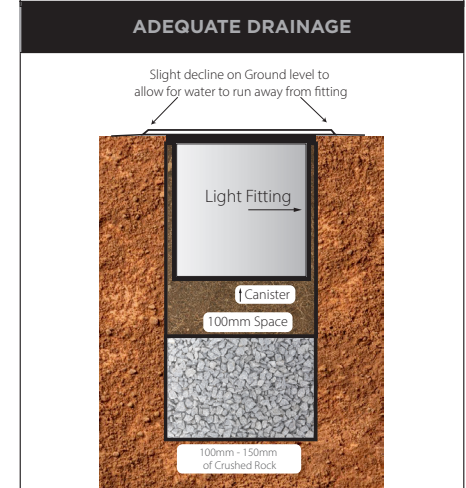 ADEQUATE DRAINAGE
Slight decline on Ground level to
allow for water to run away from fitting
Light Fitting
Canister
100mm Space
100mm - 150mm
of Crushed Rock